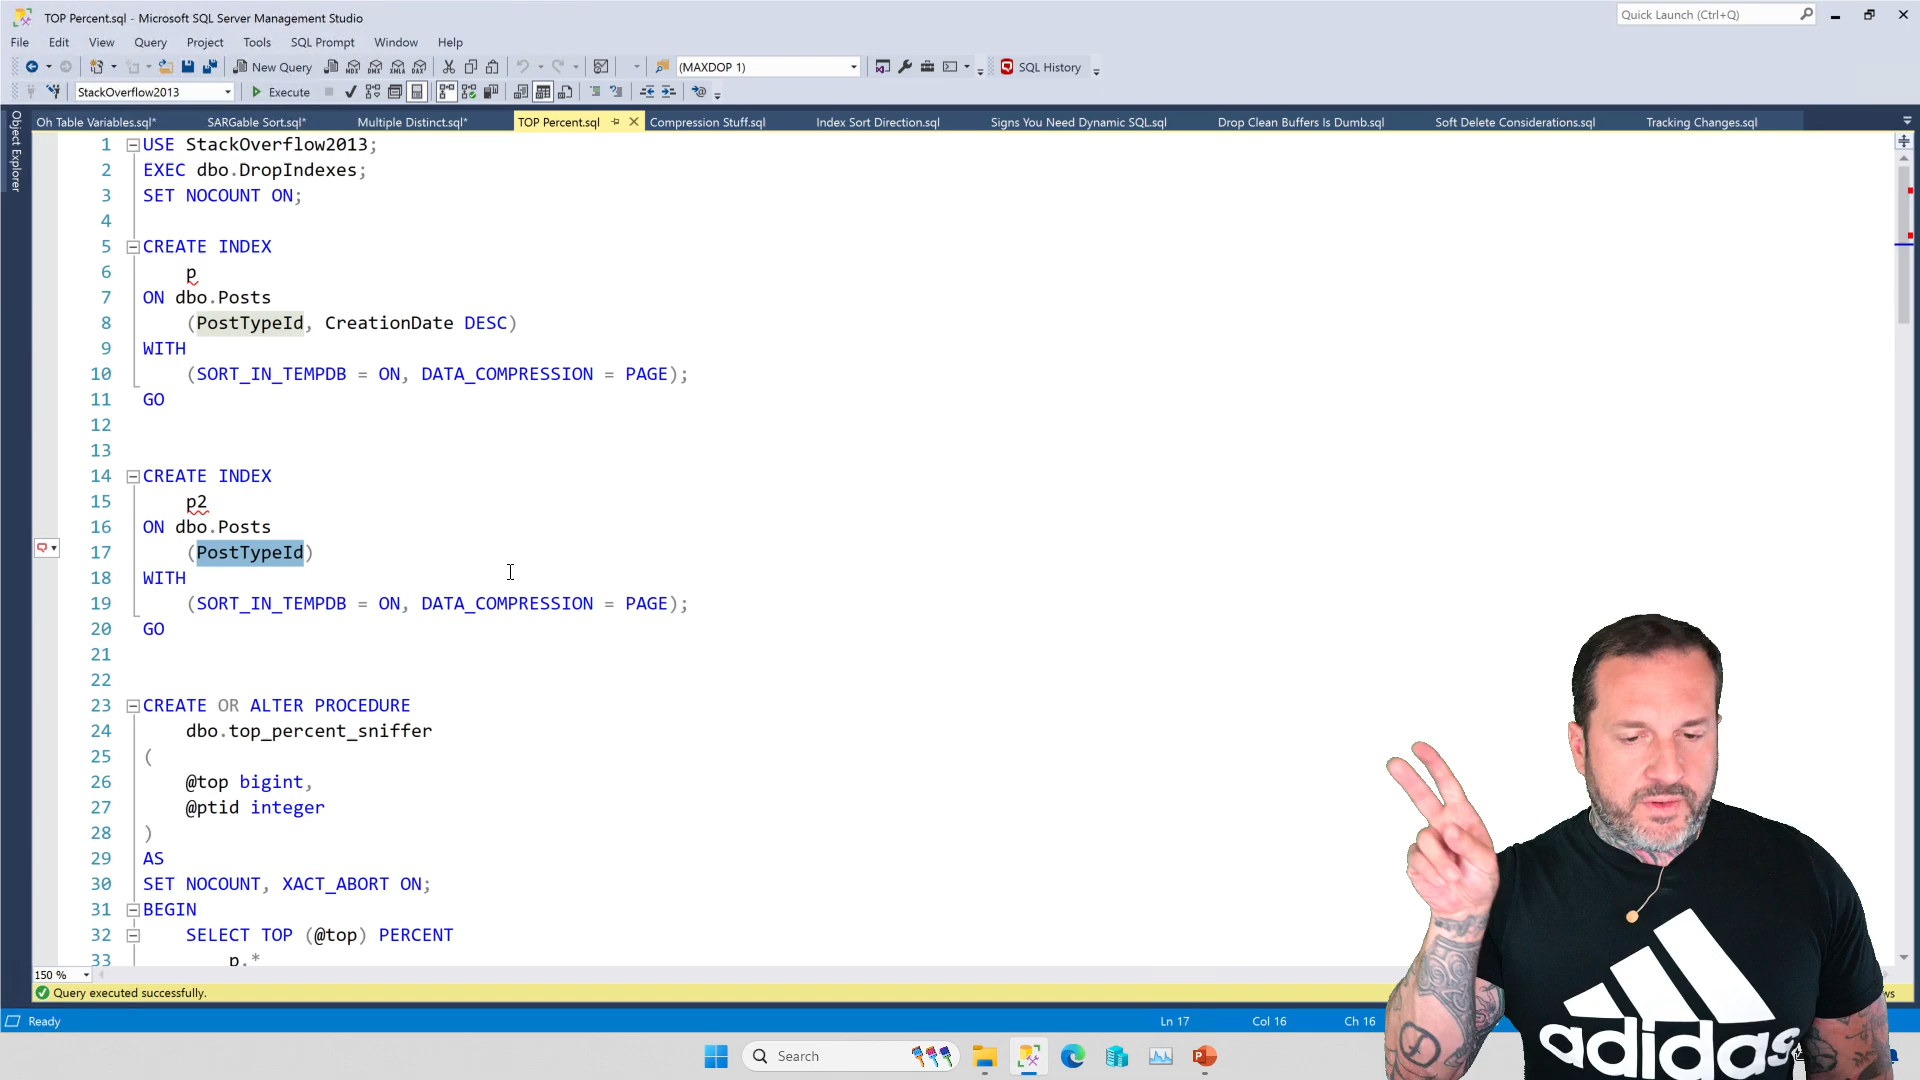 TOP Percent.sql - Microsoft SQL Server Management Studio
Quick Launch (Ctrl+Q)
File Edit View Query Project Tools SQL Prompt Window Help
New Query MDX DMX XMLA DAX (MAXDOP 1) SQL History
StackOverflow2013 Execute
Oh Table Variables.sql* SARGable Sort.sql* Multiple Distinct.sql* TOP Percent.sql Compression Stuff.sql Index Sort Direction.sql Signs You Need Dynamic SQL.sql Drop Clean Buffers Is Dumb.sql Soft Delete Considerations.sql Tracking Changes.sql
Object Explorer
1 USE StackOverflow2013;
2 EXEC dbo.DropIndexes;
3 SET NOCOUNT ON;
4
5 CREATE INDEX
6 p
7 ON dbo.Posts
8 (PostTypeId, CreationDate DESC)
9 WITH
10 (SORT_IN_TEMPDB = ON, DATA_COMPRESSION = PAGE);
11 GO
12
13
14 CREATE INDEX
15 p2
16 ON dbo.Posts
17 (PostTypeId)
18 WITH
19 (SORT_IN_TEMPDB = ON, DATA_COMPRESSION = PAGE);
20 GO
21
22
23 CREATE OR ALTER PROCEDURE
24 dbo.top_percent_sniffer
25 (
26 @top bigint,
27 @ptid integer
28 )
29 AS
30 SET NOCOUNT, XACT_ABORT ON;
31 BEGIN
32 SELECT TOP (@top) PERCENT
33 p.*
150 %
Query executed successfully.
Ready Ln 17 Col 16 Ch 16
Search
adidas